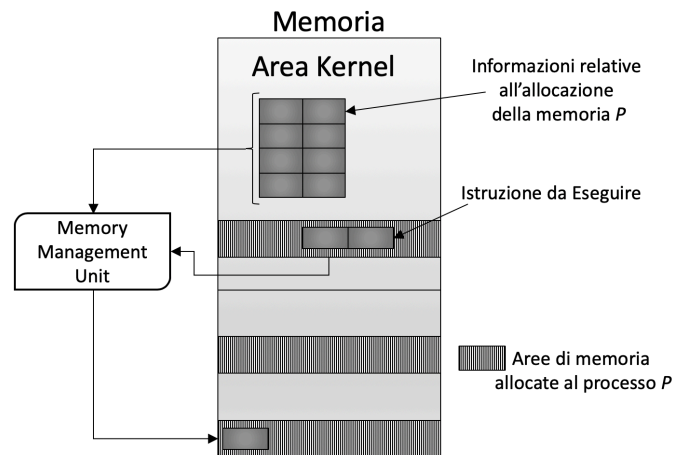 Memoria
Area Kernel
Informazioni relative
all'allocazione
della memoria P
Istruzione da Eseguire
Memory
Management
Unit
Aree di memoria
allocate al processo P